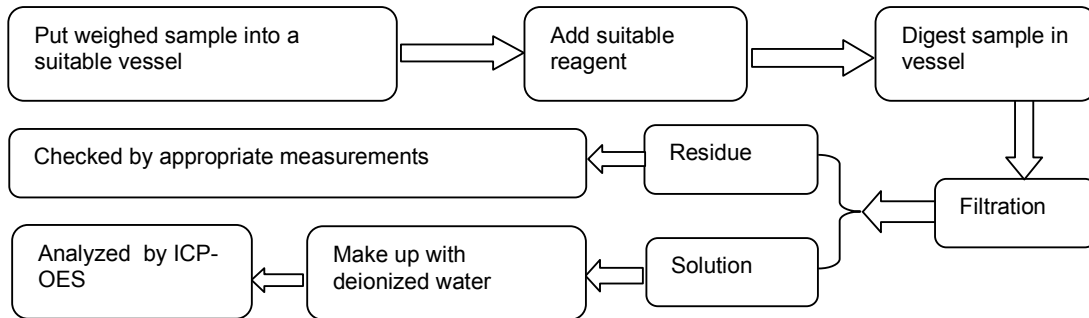 Put weighed sample into a
suitable vessel
Add suitable
reagent
Digest sample in
vessel
Filtration
Residue
Checked by appropriate measurements
Solution
Make up with
deionized water
Analyzed by ICP-
OES